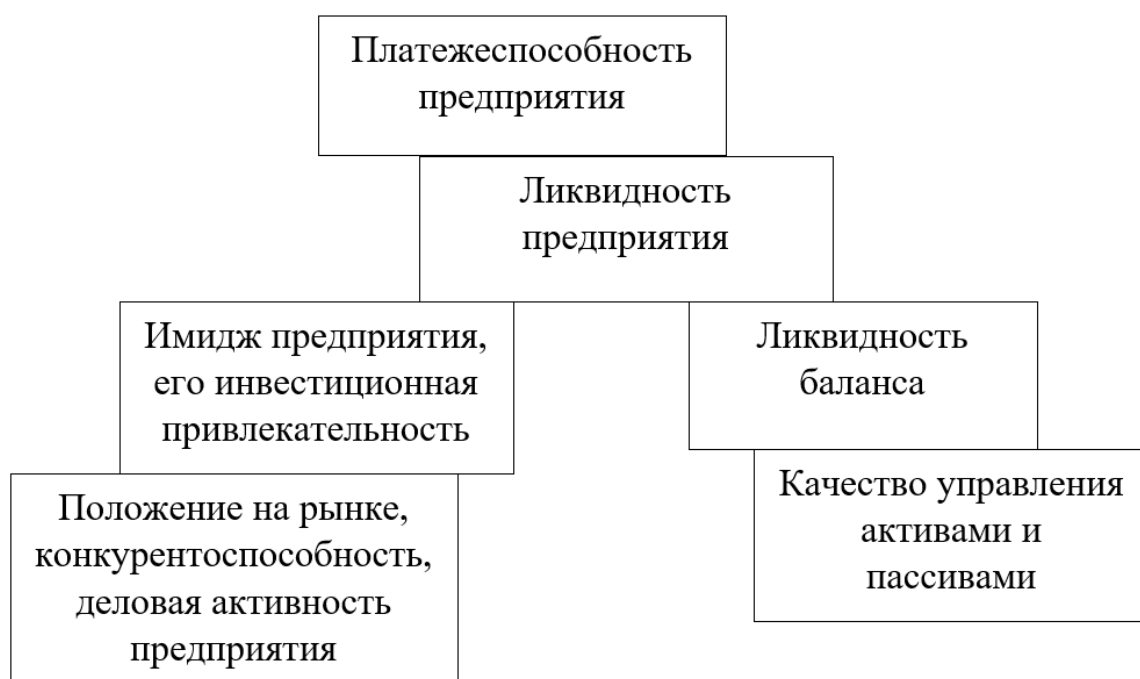 Платежеспособность
предприятия
Ликвидность
предприятия
Имидж предприятия,
его инвестиционная
привлекательность
Ликвидность
баланса
Положение на рынке,
конкурентоспособность,
деловая активность
предприятия
Качество управления
активами и
пассивами